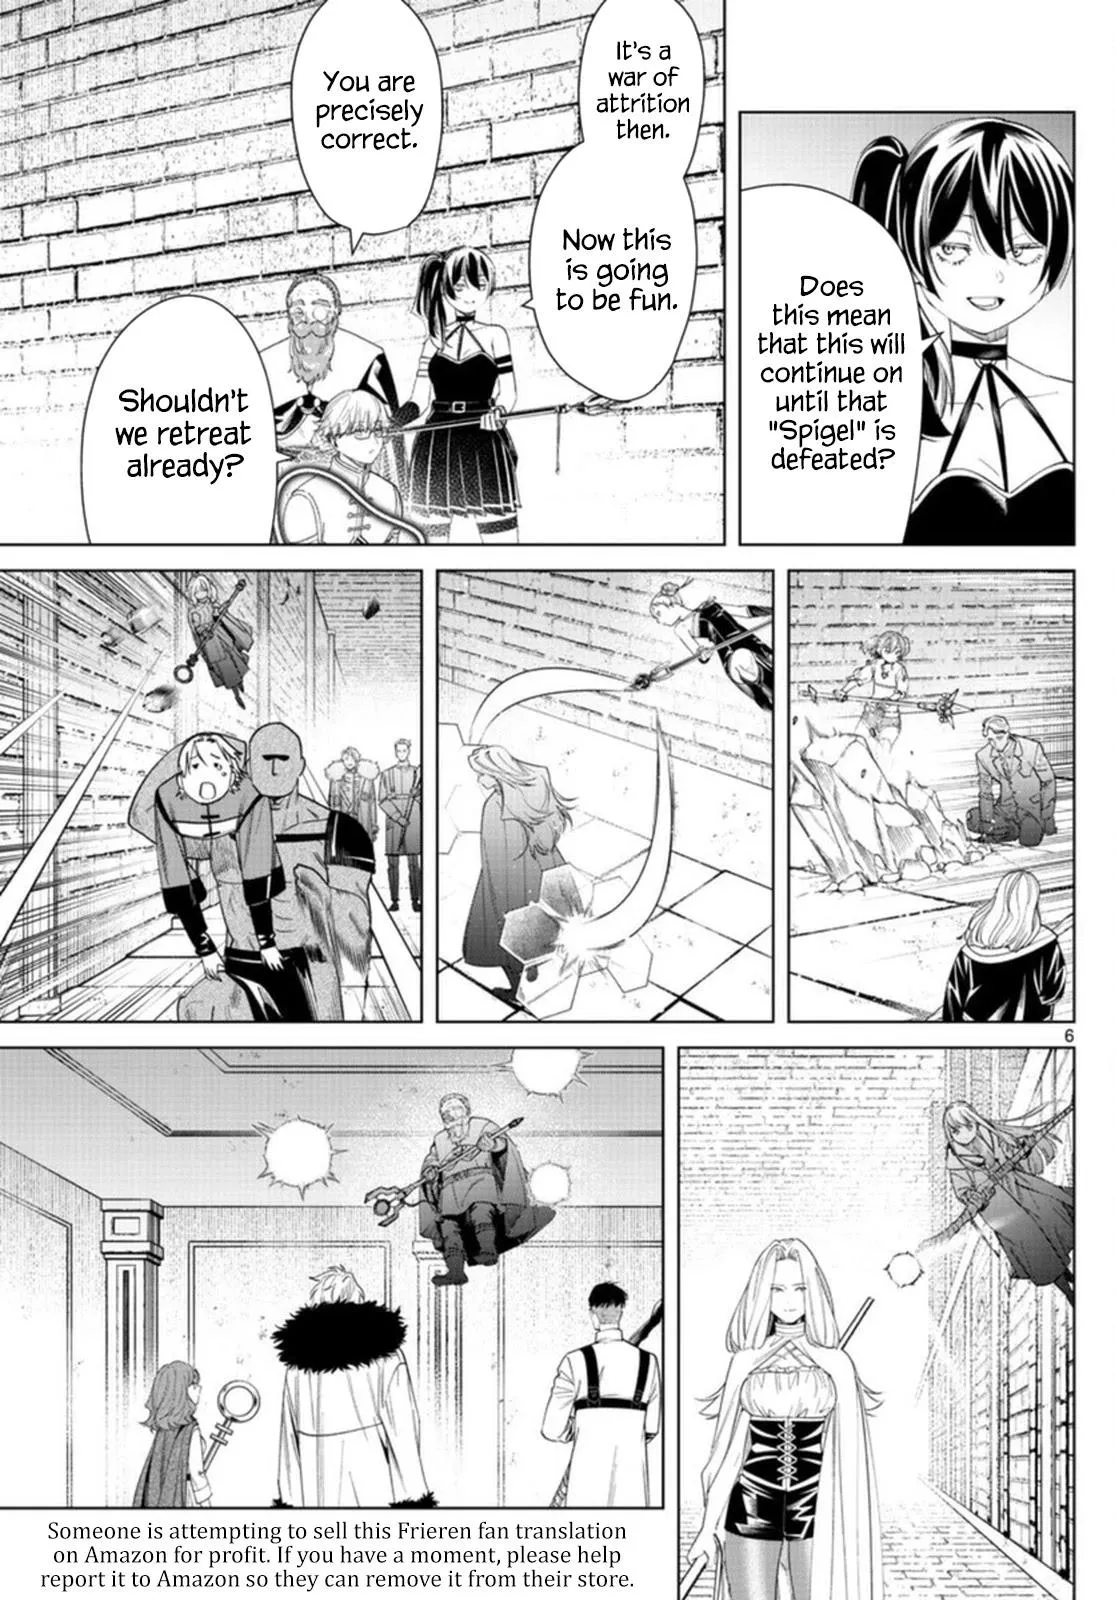 Does
this mean
that this will
continue on
until that
"Spigel" is
defeated?
It's a
war of
attrition
then.
Now this
is going
to be fun.
You are
precisely
correct.
Shouldn't
we retreat
already?
6
Someone is attempting to sell this Frieren fan translation
on Amazon for profit. If you have a moment, please help
report it to Amazon so they can remove it from their store.